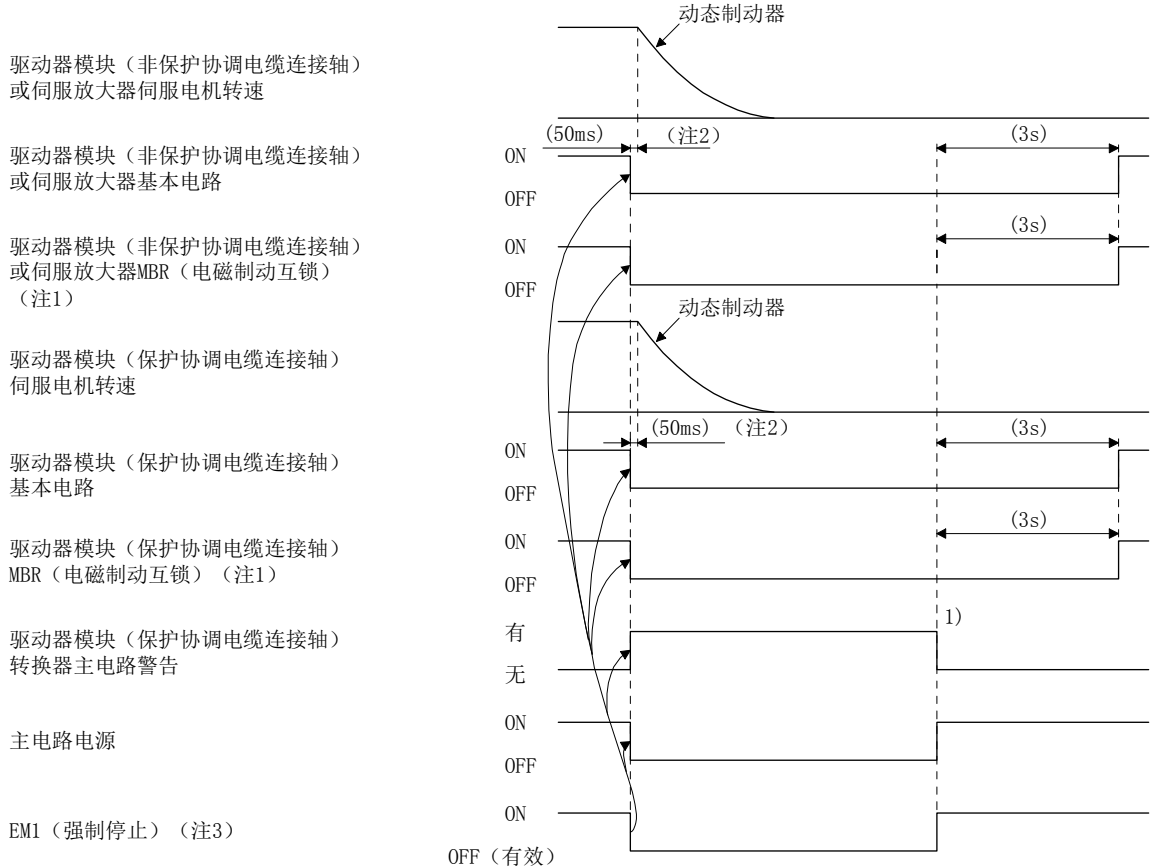 动态制动器
驱动器模块（非保护协调电缆连接轴）
或伺服放大器伺服电机转速
(50ms)
（注2）
(3s)
驱动器模块（非保护协调电缆连接轴）
或伺服放大器基本电路
ON
OFF
(3s)
驱动器模块（非保护协调电缆连接轴）
或伺服放大器MBR（电磁制动互锁）
（注1）
ON
OFF
动态制动器
驱动器模块（保护协调电缆连接轴）
伺服电机转速
(50ms)
（注2）
(3s)
驱动器模块（保护协调电缆连接轴）
基本电路
ON
OFF
(3s)
驱动器模块（保护协调电缆连接轴）
MBR（电磁制动互锁）（注1）
ON
OFF
1)
驱动器模块（保护协调电缆连接轴）
转换器主电路警告
有
无
主电路电源
ON
OFF
EM1（强制停止）（注3）
ON
OFF（有效）